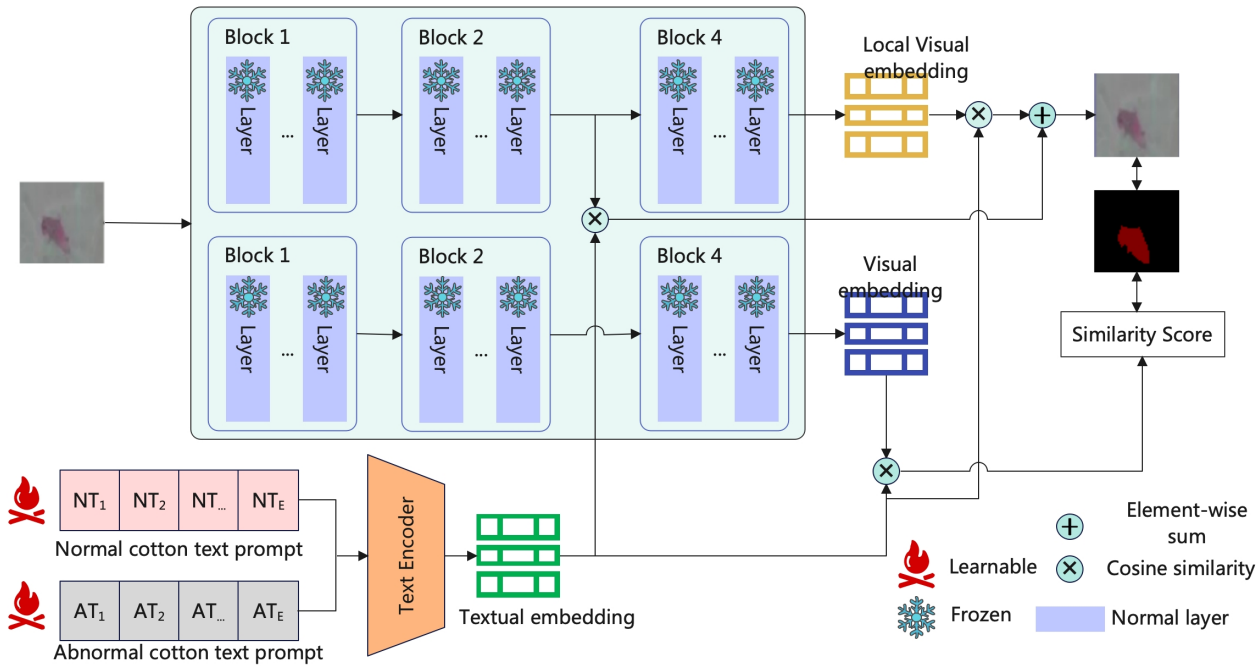 Block 1
Layer
...
Layer
Block 2
Layer
...
Layer
Block 4
Layer
...
Layer
Local Visual
embedding
×
+
×
Block 1
Layer
...
Layer
Block 2
Layer
...
Layer
Block 4
Layer
...
Layer
Visual
embedding
Similarity Score
×
NT1 NT2 NT... NTE
Normal cotton text prompt
AT1 AT2 AT... ATE
Abnormal cotton text prompt
Text Encoder
Textual embedding
+ Element-wise
sum
Learnable
× Cosine similarity
Frozen
Normal layer